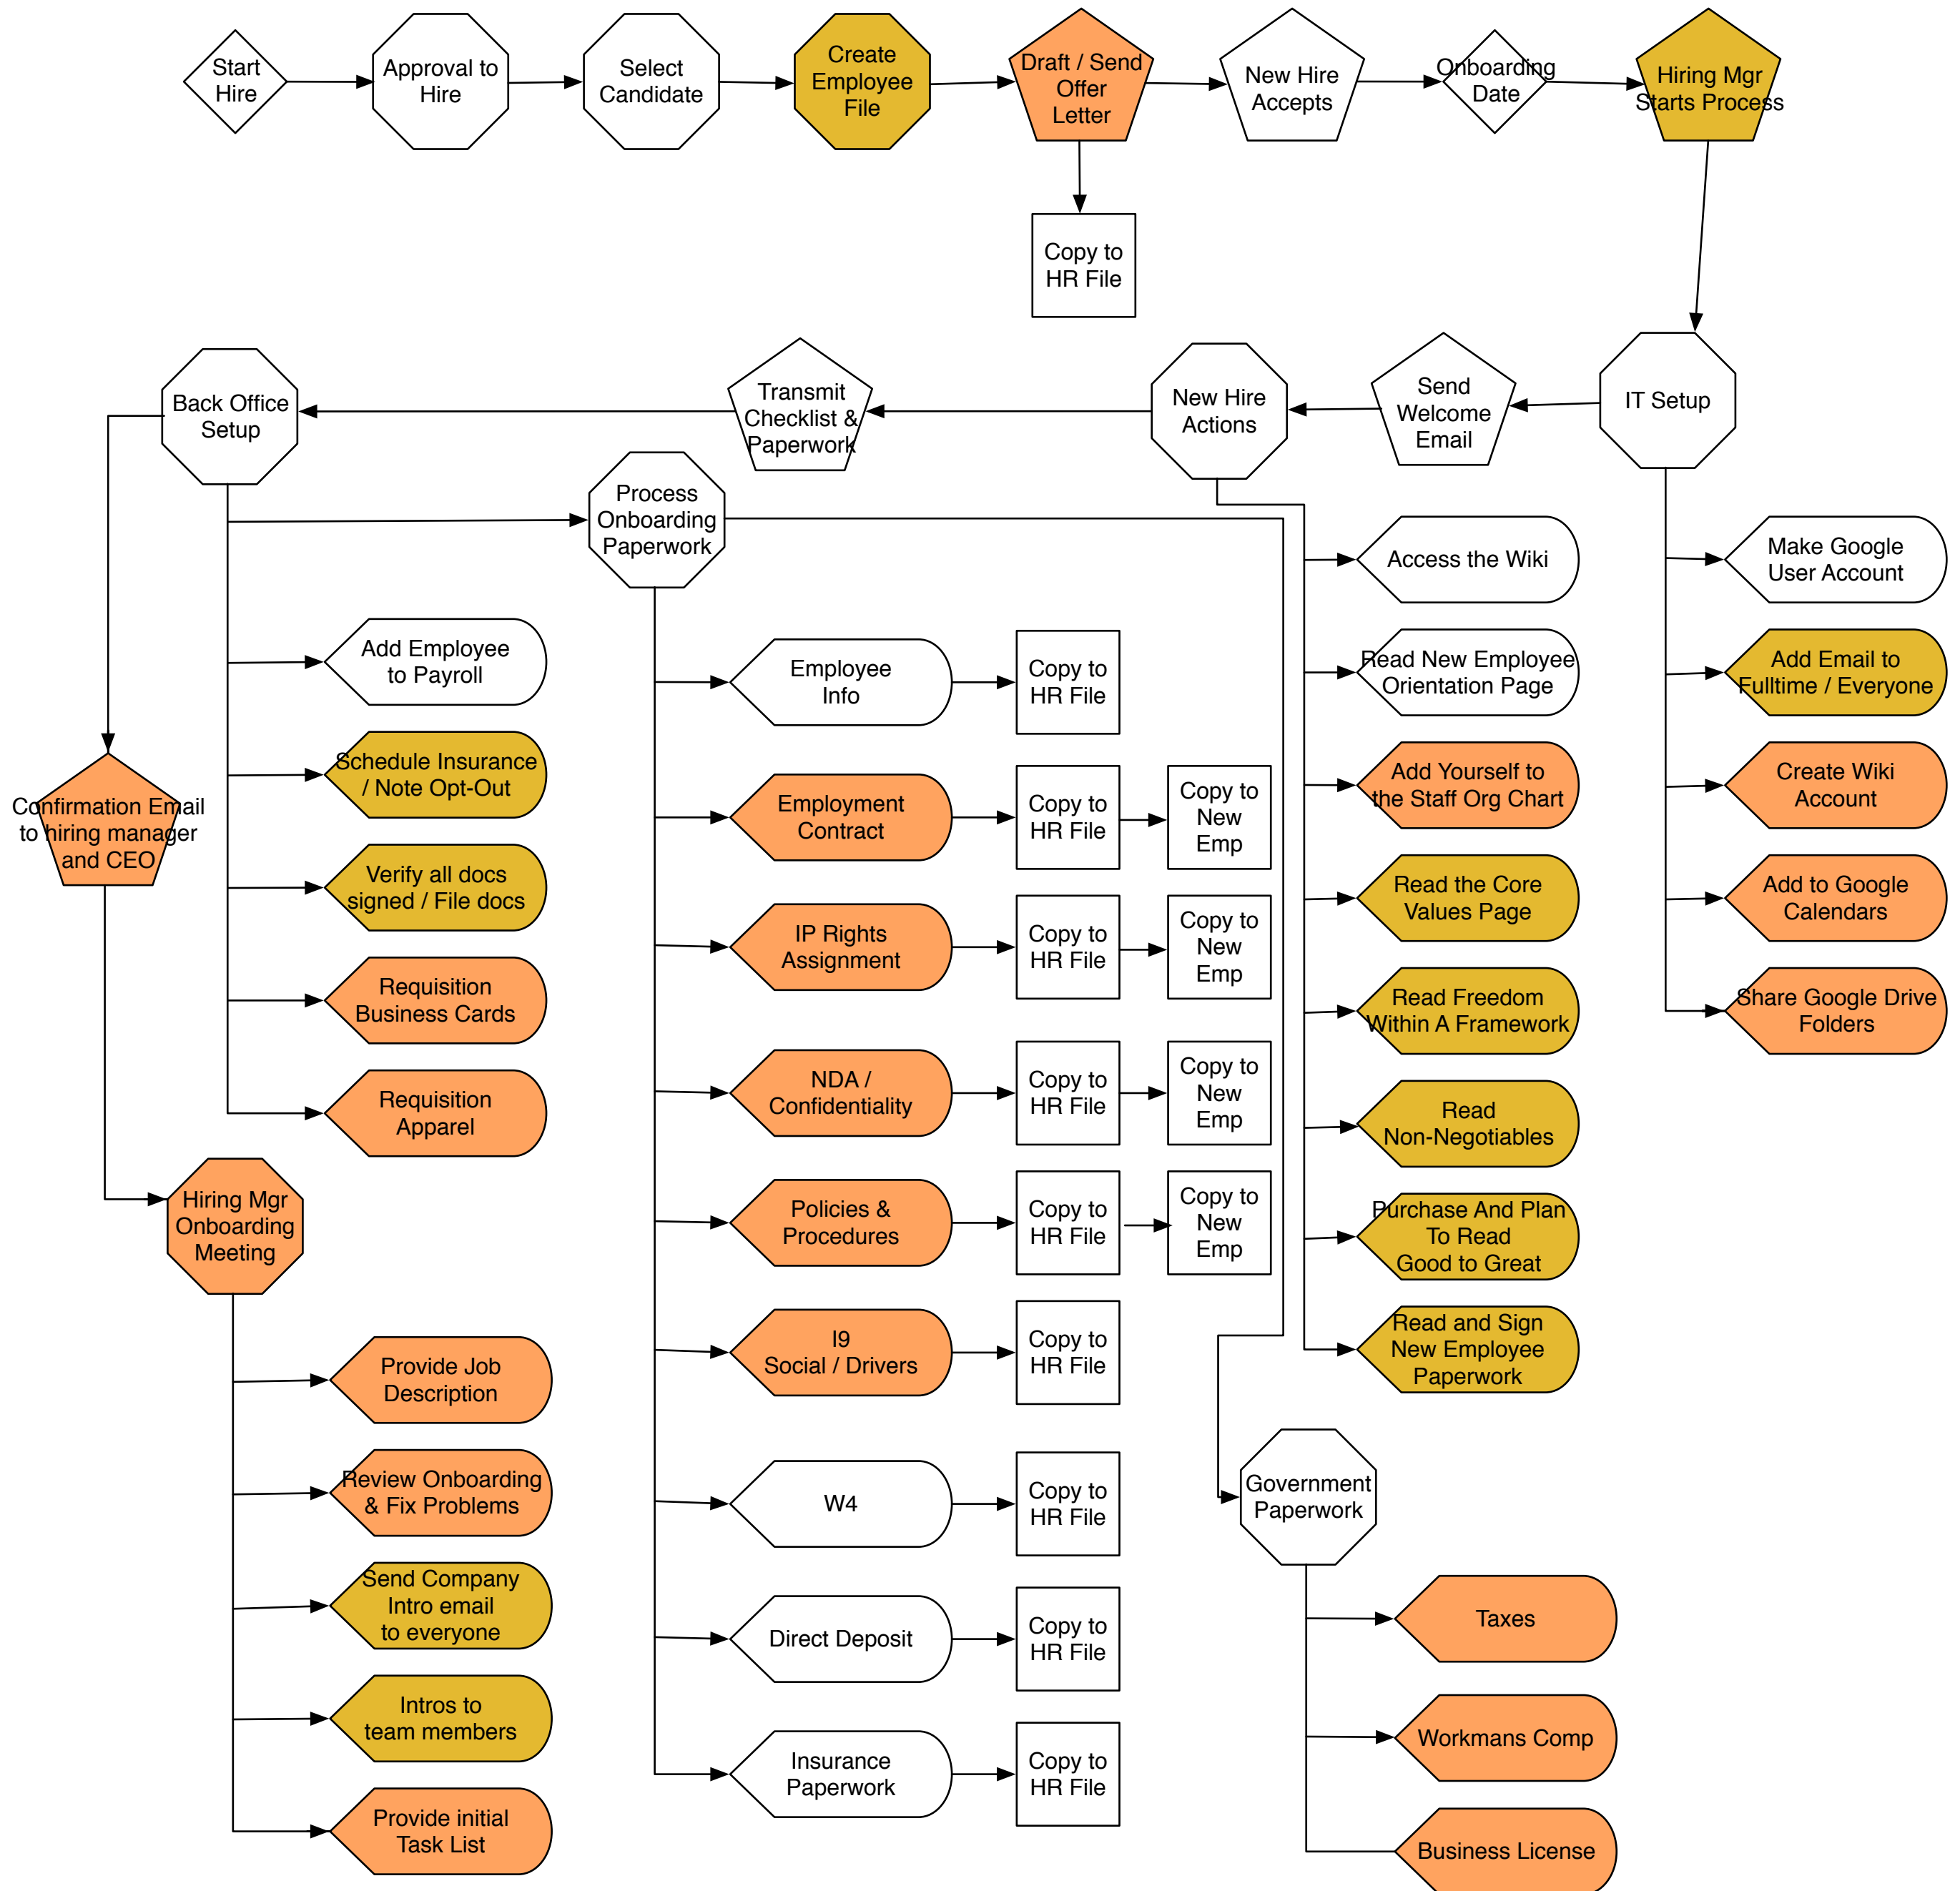 Start
Hire
Approval to
Hire
Select
Candidate
Create
Employee
File
Draft / Send
Offer
Letter
New Hire
Accepts
Onboarding
Date
Hiring Mgr
Starts Process
Copy to
HR File
IT Setup
Send
Welcome
Email
New Hire
Actions
Transmit
Checklist &
Paperwork
Back Office
Setup
Process
Onboarding
Paperwork
Make Google
User Account
Add Email to
Fulltime / Everyone
Create Wiki
Account
Add to Google
Calendars
Share Google Drive
Folders
Access the Wiki
Read New Employee
Orientation Page
Add Yourself to
the Staff Org Chart
Read the Core
Values Page
Read Freedom
Within A Framework
Read
Non-Negotiables
Purchase And Plan
To Read
Good to Great
Read and Sign
New Employee
Paperwork
Add Employee
to Payroll
Schedule Insurance
/ Note Opt-Out
Verify all docs
signed / File docs
Requisition
Business Cards
Requisition
Apparel
Confirmation Email
to hiring manager
and CEO
Hiring Mgr
Onboarding
Meeting
Provide Job
Description
Review Onboarding
& Fix Problems
Send Company
Intro email
to everyone
Intros to
team members
Provide initial
Task List
Employee
Info
Copy to
HR File
Employment
Contract
Copy to
HR File
Copy to
New
Emp
IP Rights
Assignment
Copy to
HR File
Copy to
New
Emp
NDA /
Confidentiality
Copy to
HR File
Copy to
New
Emp
Policies &
Procedures
Copy to
HR File
Copy to
New
Emp
I9
Social / Drivers
Copy to
HR File
W4
Copy to
HR File
Direct Deposit
Copy to
HR File
Insurance
Paperwork
Copy to
HR File
Government
Paperwork
Taxes
Workmans Comp
Business License